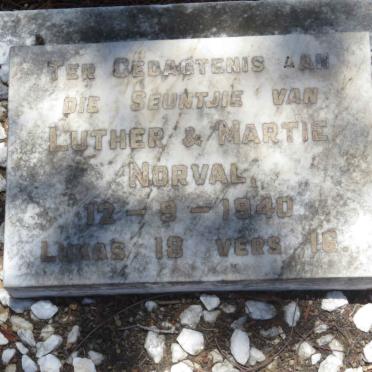 TER GEDAGTENIS AAN
DIE SEUNTJIE VAN
LUTHER & MARTIE
NORVAL.
12 - 9 - 1940
LUKAS 18 VERS 16.